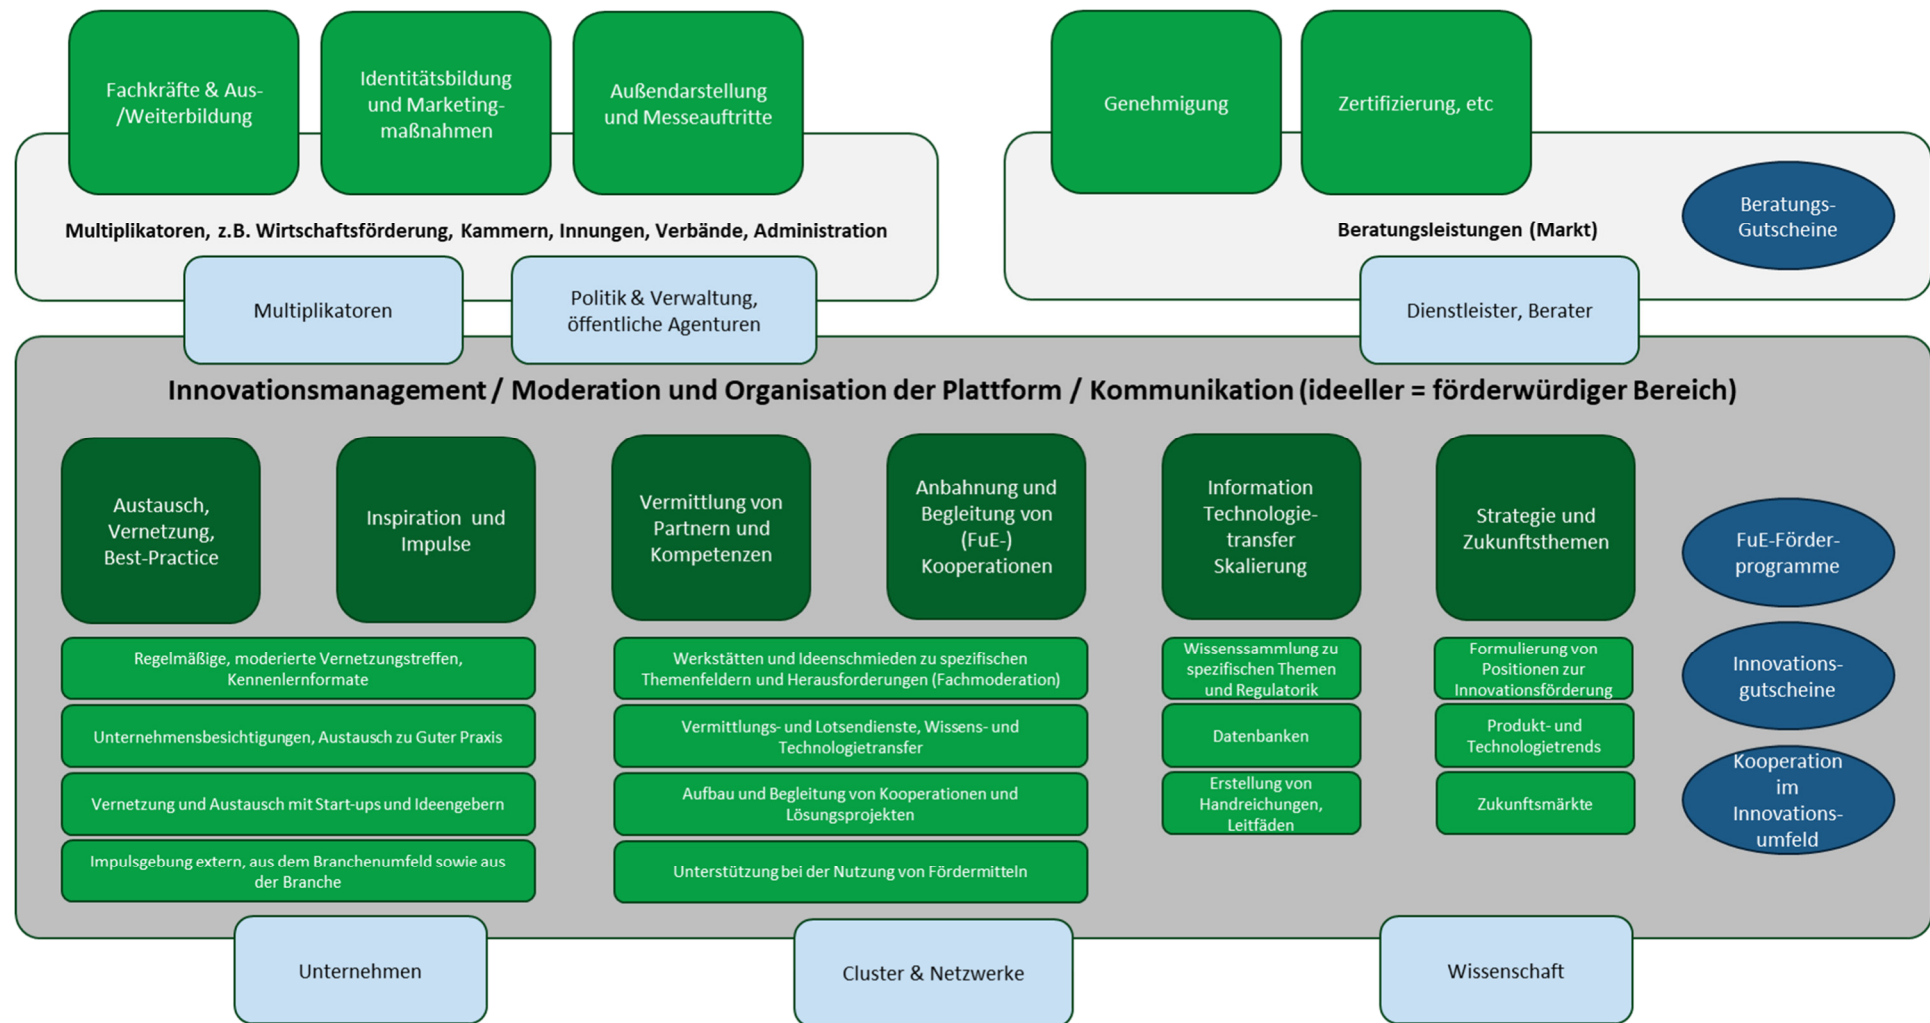 Fachkräfte & Aus-
/Weiterbildung
Identitätsbildung
und Marketing-
maßnahmen
Außendarstellung
und Messeauftritte
Genehmigung
Zertifizierung, etc
Multiplikatoren, z.B. Wirtschaftsförderung, Kammern, Innungen, Verbände, Administration
Beratungsleistungen (Markt)
Beratungs-
Gutscheine
Multiplikatoren
Politik & Verwaltung,
öffentliche Agenturen
Dienstleister, Berater
Innovationsmanagement / Moderation und Organisation der Plattform / Kommunikation (ideeller = förderwürdiger Bereich)
Austausch,
Vernetzung,
Best-Practice
Inspiration und
Impulse
Vermittlung von
Partnern und
Kompetenzen
Anbahnung und
Begleitung von
(FuE-)
Kooperationen
Information
Technologie-
transfer
Skalierung
Strategie und
Zukunftsthemen
FuE-Förder-
programme
Regelmäßige, moderierte Vernetzungstreffen,
Kennenlernformate
Unternehmensbesichtigungen, Austausch zu Guter Praxis
Vernetzung und Austausch mit Start-ups und Ideengebern
Impulsgebung extern, aus dem Branchenumfeld sowie aus
der Branche
Werkstätten und Ideenschmieden zu spezifischen
Themenfeldern und Herausforderungen (Fachmoderation)
Vermittlungs- und Lotsendienste, Wissens- und
Technologietransfer
Aufbau und Begleitung von Kooperationen und
Lösungsprojekten
Unterstützung bei der Nutzung von Fördermitteln
Wissenssammlung zu
spezifischen Themen
und Regulatorik
Datenbanken
Erstellung von
Handreichungen,
Leitfäden
Formulierung von
Positionen zur
Innovationsförderung
Produkt- und
Technologietrends
Zukunftsmärkte
Innovations-
gutscheine
Kooperation
im
Innovations-
umfeld
Unternehmen
Cluster & Netzwerke
Wissenschaft